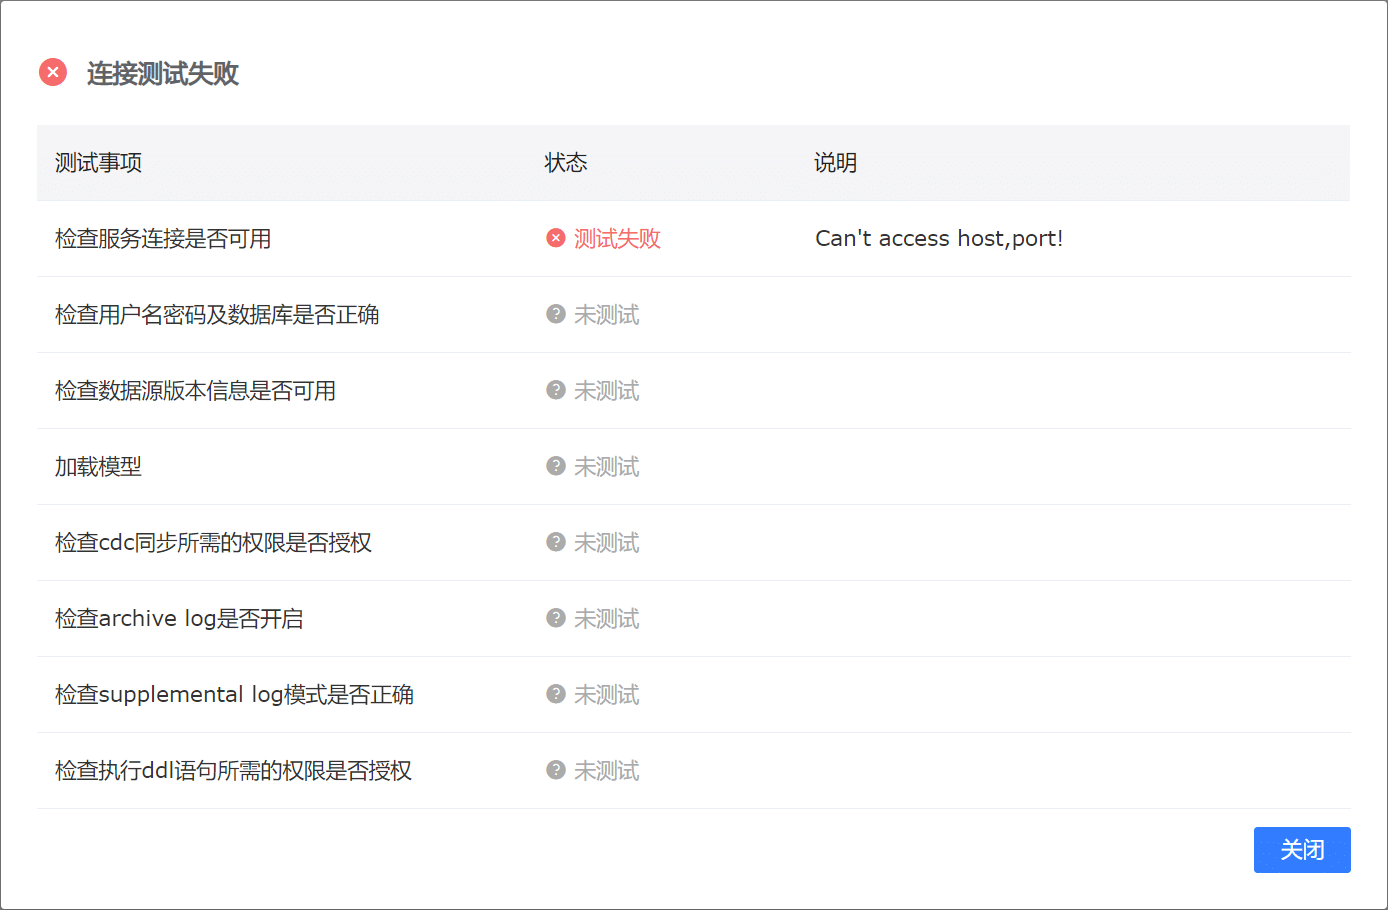 连接测试失败
测试事项 状态 说明
检查服务连接是否可用 测试失败 Can't access host,port!
检查用户名密码及数据库是否正确 未测试
检查数据源版本信息是否可用 未测试
加载模型 未测试
检查cdc同步所需的权限是否授权 未测试
检查archive log是否开启 未测试
检查supplemental log模式是否正确 未测试
检查执行ddl语句所需的权限是否授权 未测试
关闭